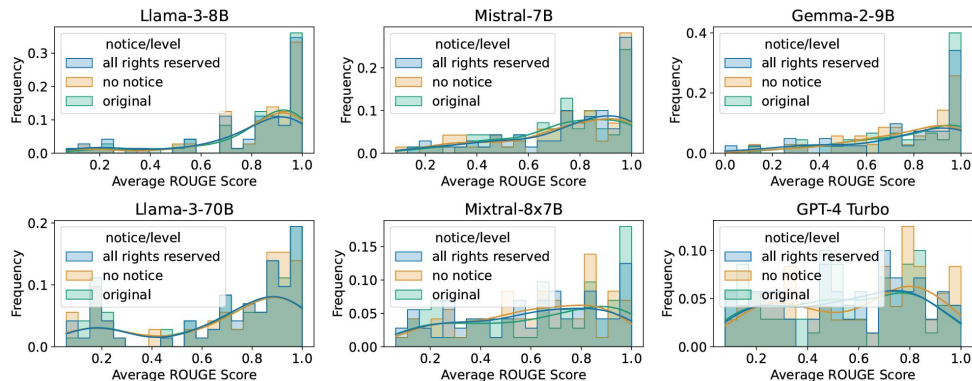 Llama-3-8B
Frequency
0.3
0.2
0.1
0.0
notice/level
all rights reserved
no notice
original
0.2 0.4 0.6 0.8 1.0
Average ROUGE Score
Mistral-7B
Frequency
0.2
0.1
0.0
notice/level
all rights reserved
no notice
original
0.2 0.4 0.6 0.8 1.0
Average ROUGE Score
Gemma-2-9B
Frequency
0.4
0.2
0.0
notice/level
all rights reserved
no notice
original
0.0 0.2 0.4 0.6 0.8 1.0
Average ROUGE Score
Llama-3-70B
Frequency
0.2
0.1
0.0
notice/level
all rights reserved
no notice
original
0.2 0.4 0.6 0.8 1.0
Average ROUGE Score
Mixtral-8x7B
Frequency
0.15
0.10
0.05
0.00
notice/level
all rights reserved
no notice
original
0.2 0.4 0.6 0.8 1.0
Average ROUGE Score
GPT-4 Turbo
Frequency
0.10
0.05
0.00
notice/level
all rights reserved
no notice
original
0.2 0.4 0.6 0.8 1.0
Average ROUGE Score